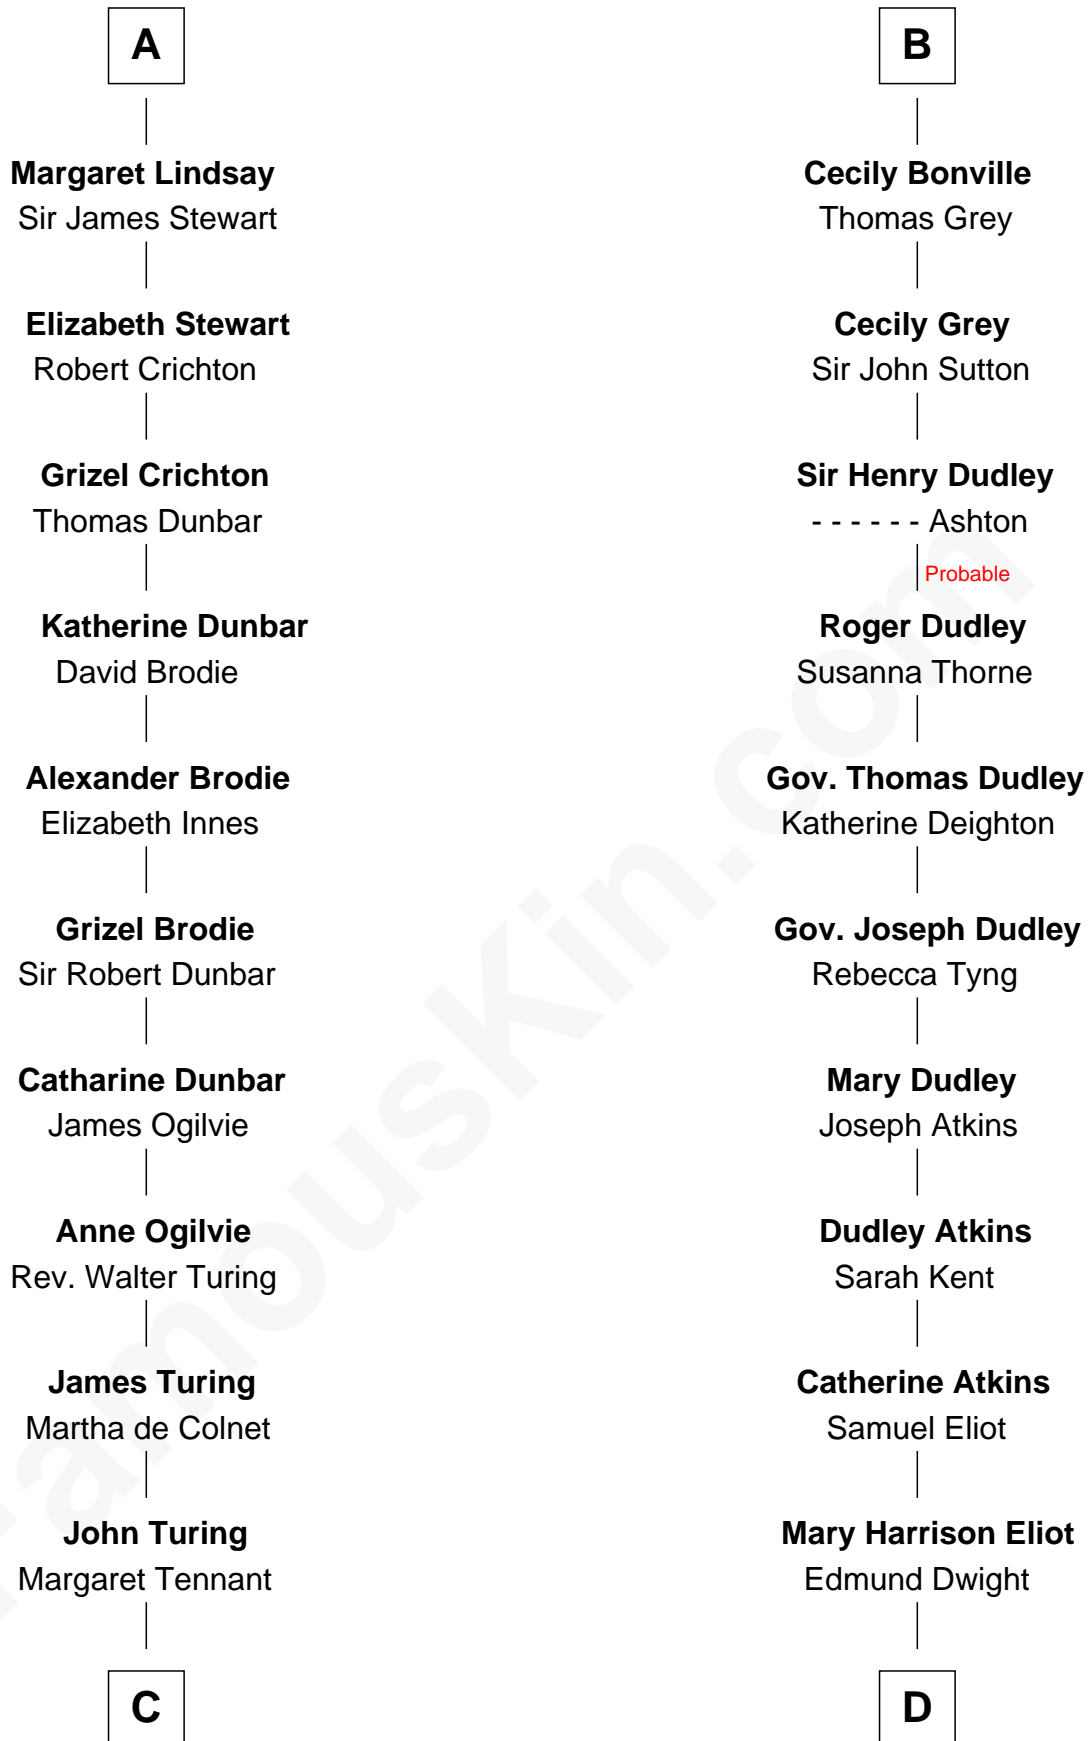 A
Margaret Lindsay
Sir James Stewart
Elizabeth Stewart
Robert Crichton
Grizel Crichton
Thomas Dunbar
Katherine Dunbar
David Brodie
Alexander Brodie
Elizabeth Innes
Grizel Brodie
Sir Robert Dunbar
Catharine Dunbar
James Ogilvie
Anne Ogilvie
Rev. Walter Turing
James Turing
Martha de Colnet
John Turing
Margaret Tennant
C
B
Cecily Bonville
Thomas Grey
Cecily Grey
Sir John Sutton
Sir Henry Dudley
- - - - - - Ashton
Probable
Roger Dudley
Susanna Thorne
Gov. Thomas Dudley
Katherine Deighton
Gov. Joseph Dudley
Rebecca Tyng
Mary Dudley
Joseph Atkins
Dudley Atkins
Sarah Kent
Catherine Atkins
Samuel Eliot
Mary Harrison Eliot
Edmund Dwight
D
FamousKin.com